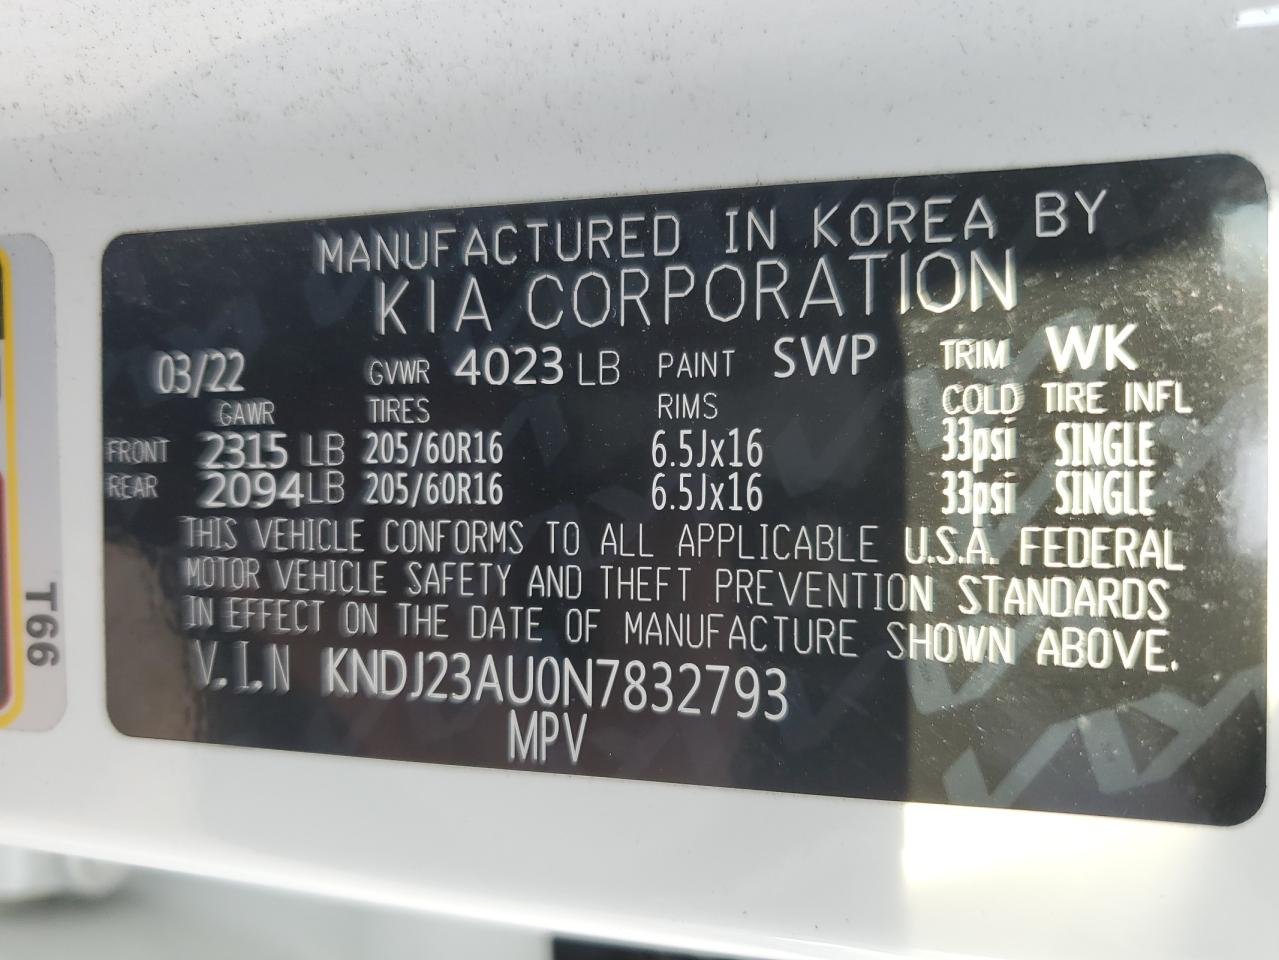 MANUFACTURED IN KOREA BY
KIA CORPORATION
03/22 GVWR 4023 LB PAINT SWP TRIM WK
GAWR TIRES RIMS COLD TIRE INFL
FRONT 2315 LB 205/60R16 6.5Jx16 33psi SINGLE
REAR 2094 LB 205/60R16 6.5Jx16 33psi SINGLE
THIS VEHICLE CONFORMS TO ALL APPLICABLE U.S.A. FEDERAL
MOTOR VEHICLE SAFETY AND THEFT PREVENTION STANDARDS
IN EFFECT ON THE DATE OF MANUFACTURE SHOWN ABOVE.
V.I.N KNDJ23AU0N7832793
MPV
T66